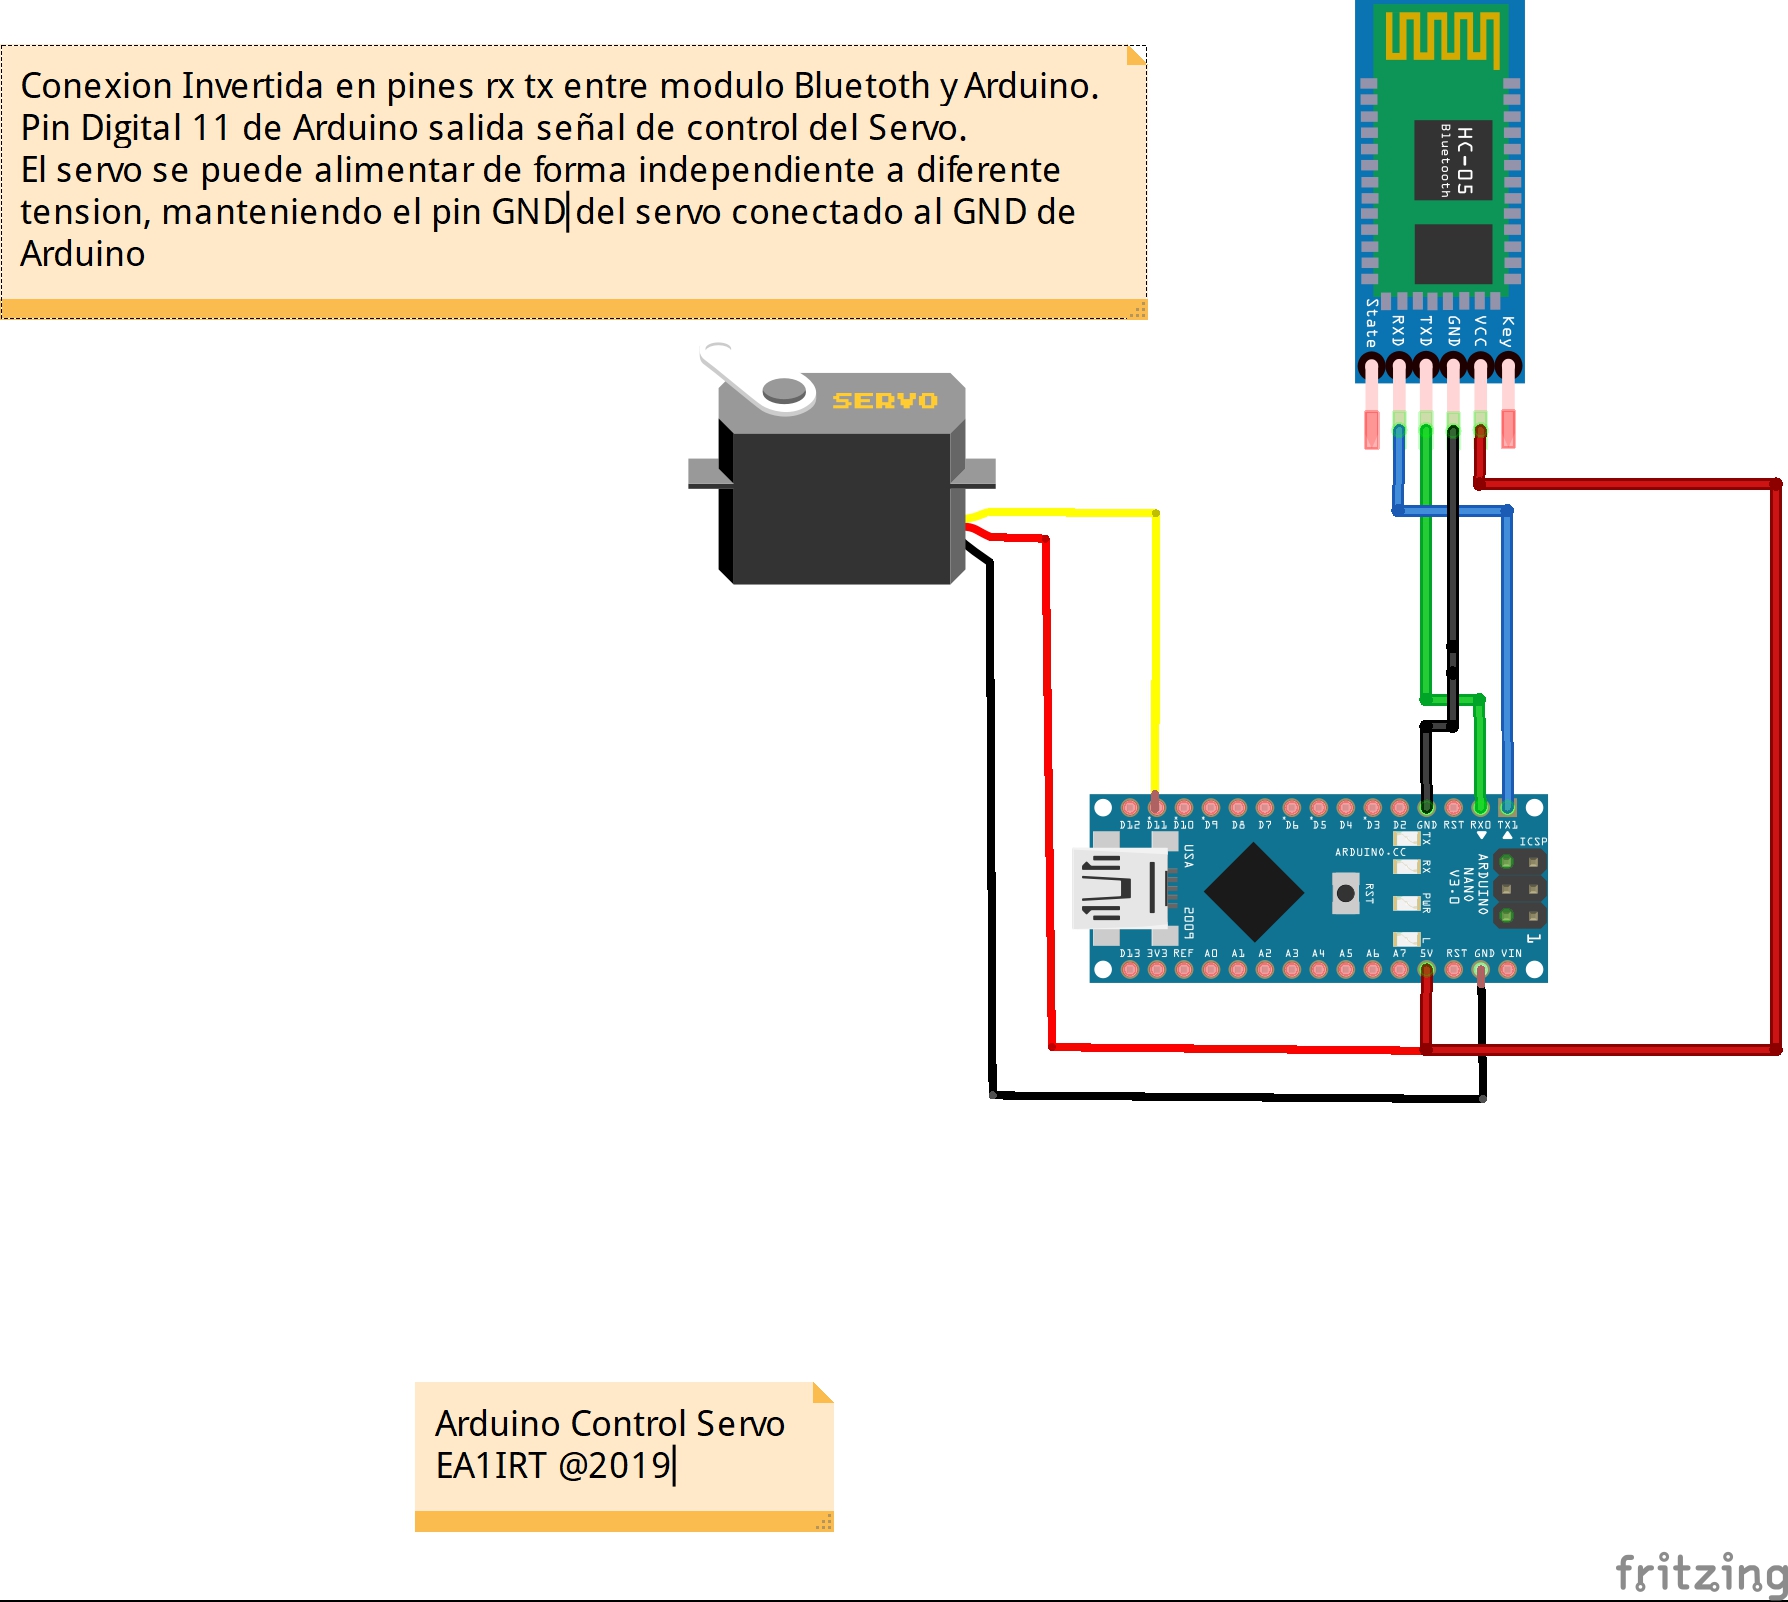 Conexion Invertida en pines rx tx entre modulo Bluetoth y Arduino.
Pin Digital 11 de Arduino salida señal de control del Servo.
El servo se puede alimentar de forma independiente a diferente
tension, manteniendo el pin GND del servo conectado al GND de
Arduino
HC-05
Bluetooth
State
RXD
TXD
GND
VCC
Key
SERVO
D12 D11 D10 D9 D8 D7 D6 D5 D4 D3 D2 GND RST RX0 TX1
ICSP
ARDUINO.CC
TX
RX
PWR
L
RST
USA
2009
ARDUINO
NANO
V3.0
1
D13 3V3 REF A0 A1 A2 A3 A4 A5 A6 A7 5V RST GND VIN
Arduino Control Servo
EA1IRT @2019
fritzing